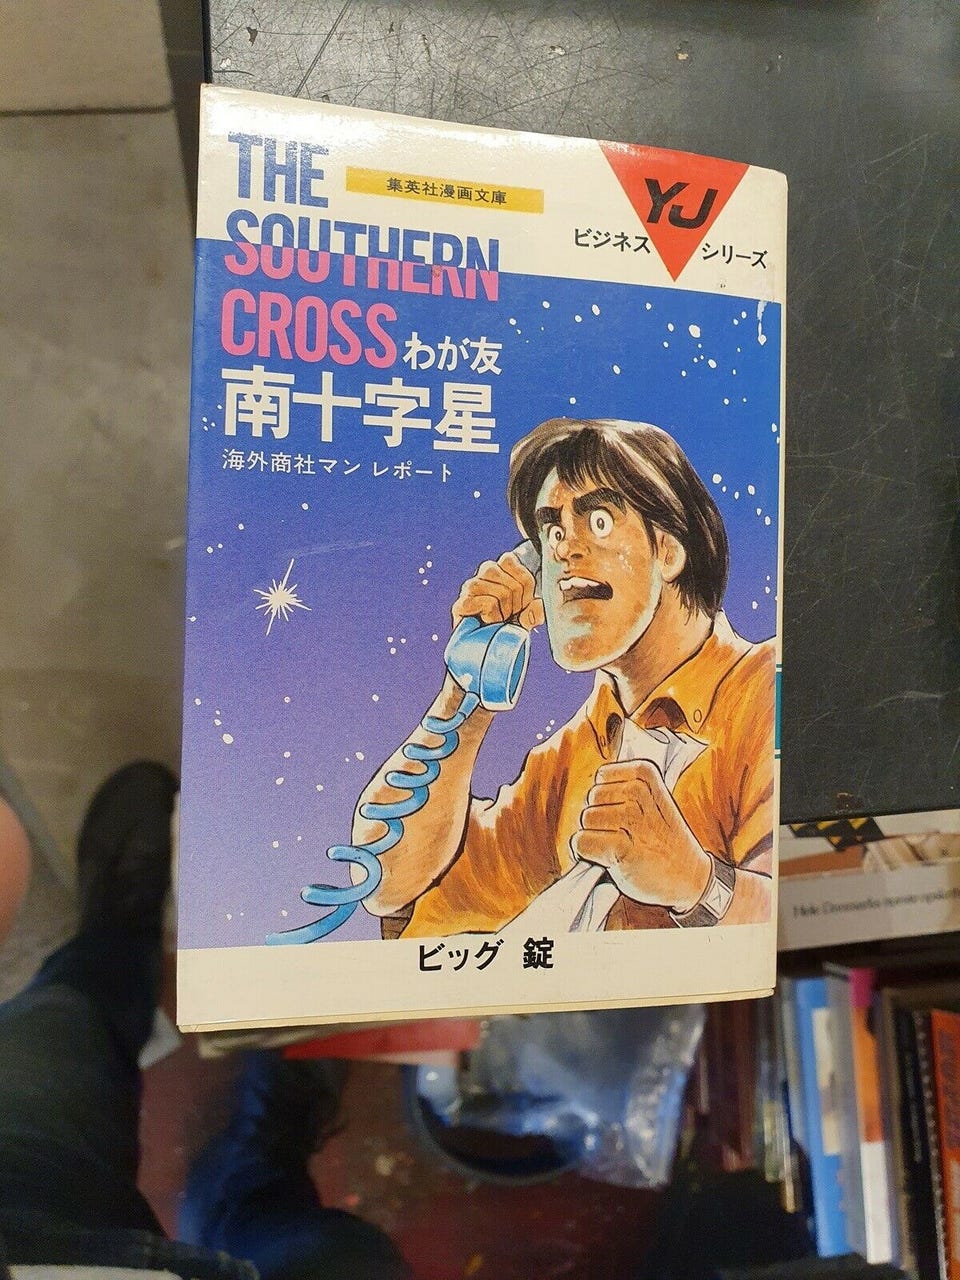 THE
集英社漫画文庫
YJ
ビジネス シリーズ
SOUTHERN
CROSS わが友
南十字星
海外商社マン レポート
ビッグ 錠